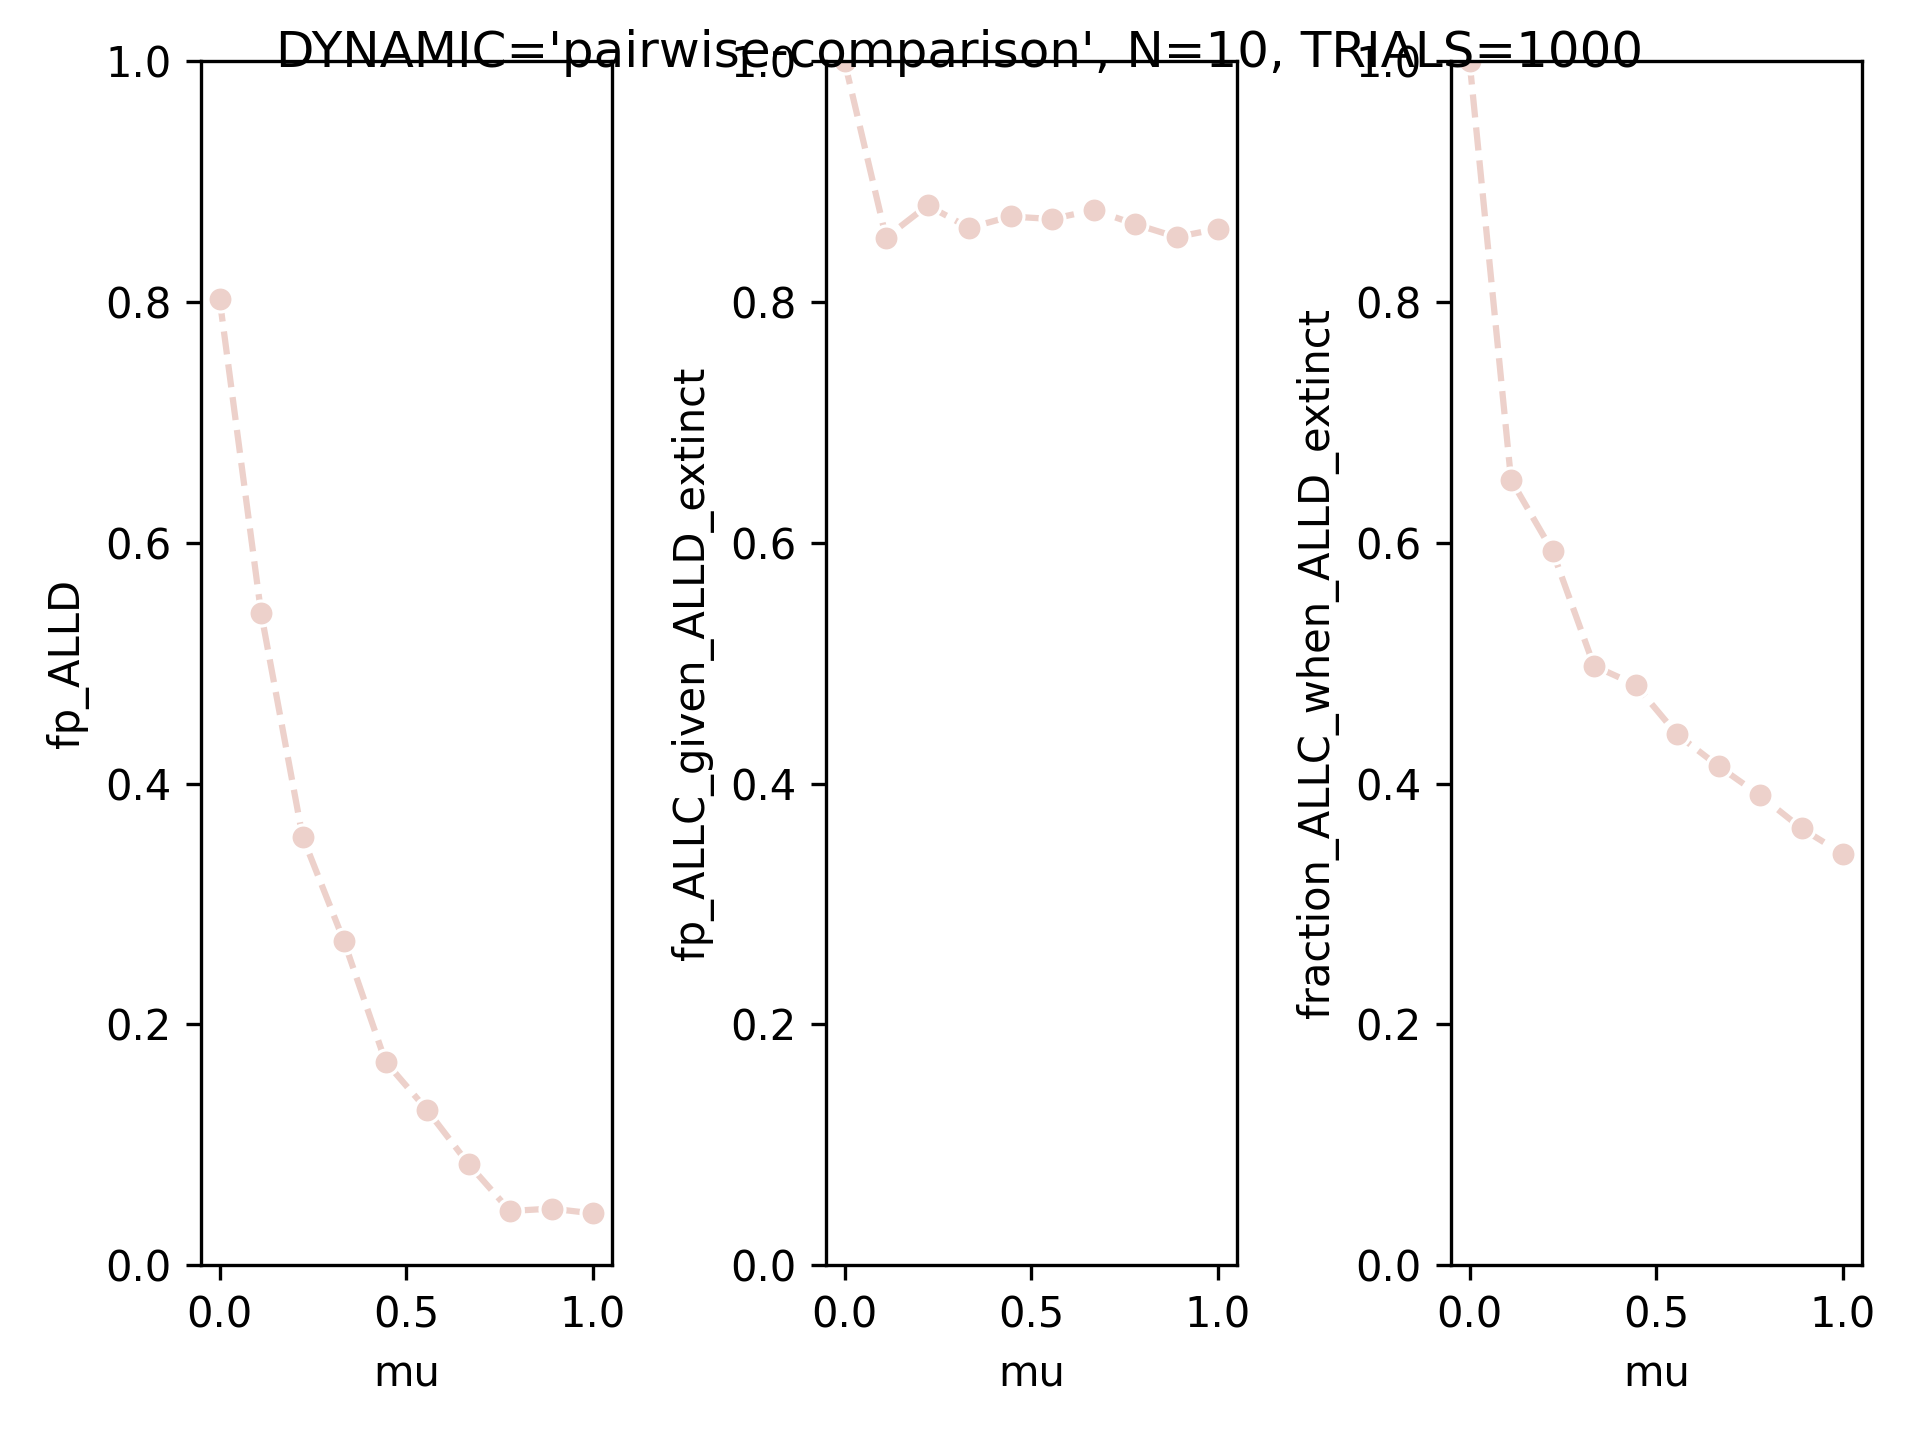 DYNAMIC='pairwise-comparison', N=10, TRIALS=1000
fp_ALLD
1.0
0.8
0.6
0.4
0.2
0.0
0.0 0.5 1.0
mu
fp_ALLC_given_ALLD_extinct
1.0
0.8
0.6
0.4
0.2
0.0
0.0 0.5 1.0
mu
fraction_ALLC_when_ALLD_extinct
1.0
0.8
0.6
0.4
0.2
0.0
0.0 0.5 1.0
mu